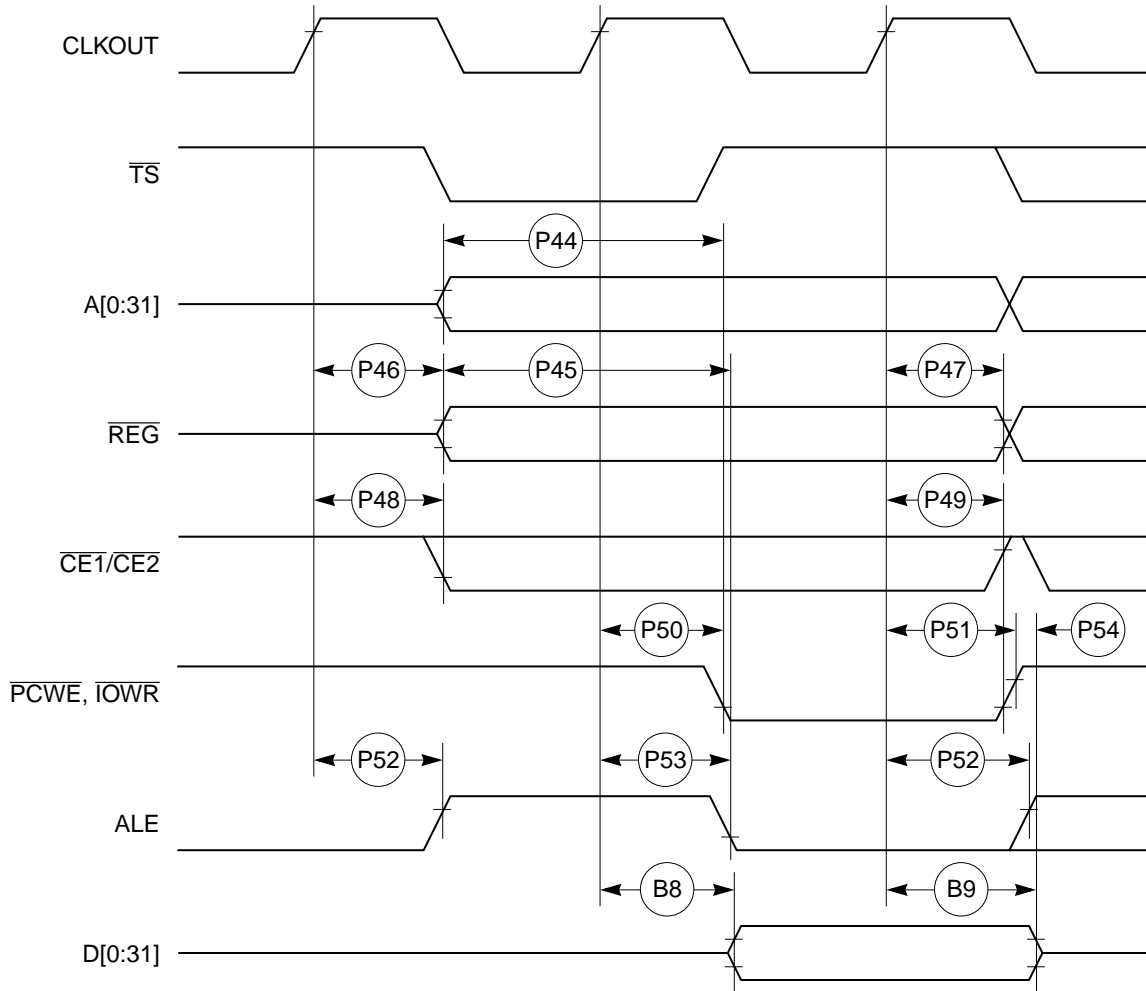 CLKOUT
TS
P44
A[0:31]
P46 P45 P47
REG
P48 P49
CE1/CE2
P50 P51 P54
PCWE, IOWR
P52 P53 P52
ALE
B8 B9
D[0:31]